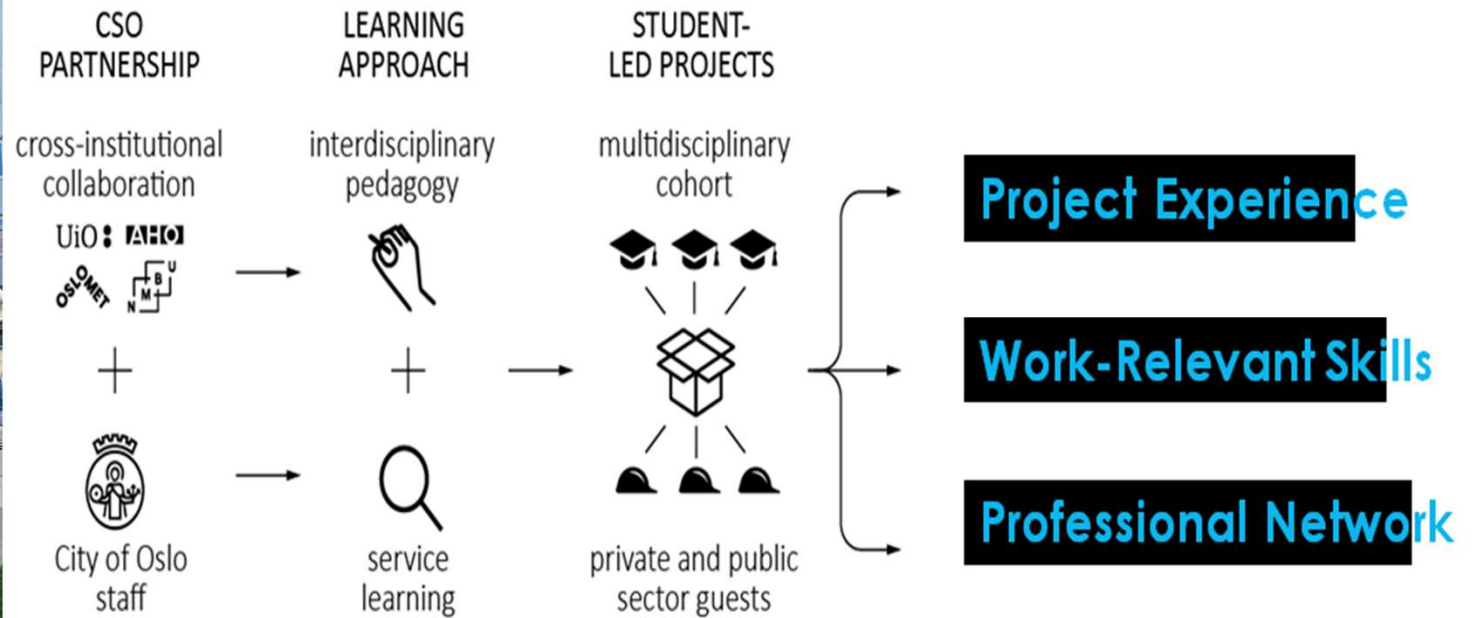 CSO
PARTNERSHIP
cross-institutional
collaboration
UiO:
AHO
OSLOMET
NMBU
City of Oslo
staff
LEARNING
APPROACH
interdisciplinary
pedagogy
service
learning
STUDENT-
LED PROJECTS
multidisciplinary
cohort
private and public
sector guests
Project Experience
Work-Relevant Skills
Professional Network